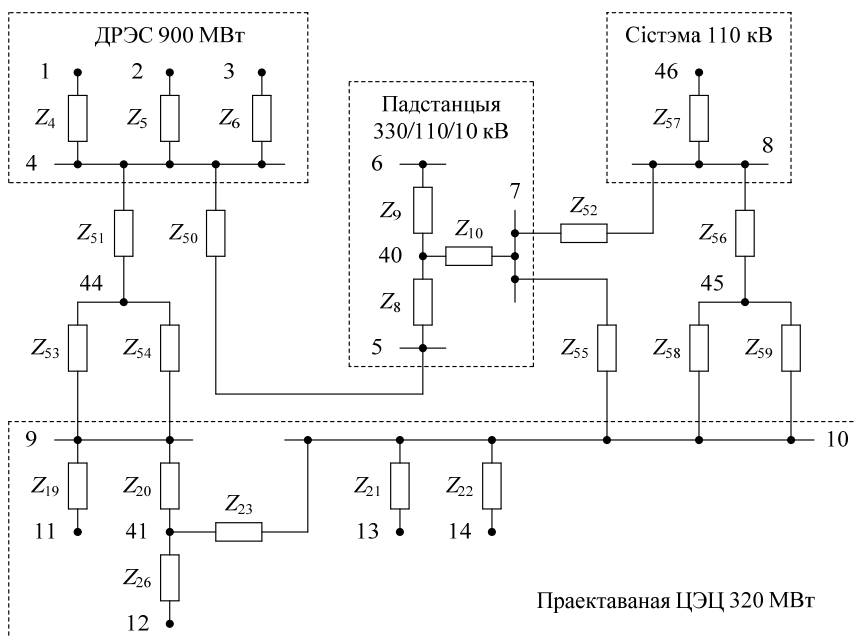 ДРЭС 900 МВт
1 2 3
Z4 Z5 Z6
4
Z51 Z50
44
Z53 Z54
Падстанцыя
330/110/10 кВ
6
7
Z9
40 Z10
Z8
5
Z52
Z55
Сістэма 110 кВ
46
Z57
8
Z56
45
Z58 Z59
9
10
Z19 Z20
Z23
Z21 Z22
11 41 13 14
Z26
12
Праектаваная ЦЭЦ 320 МВт